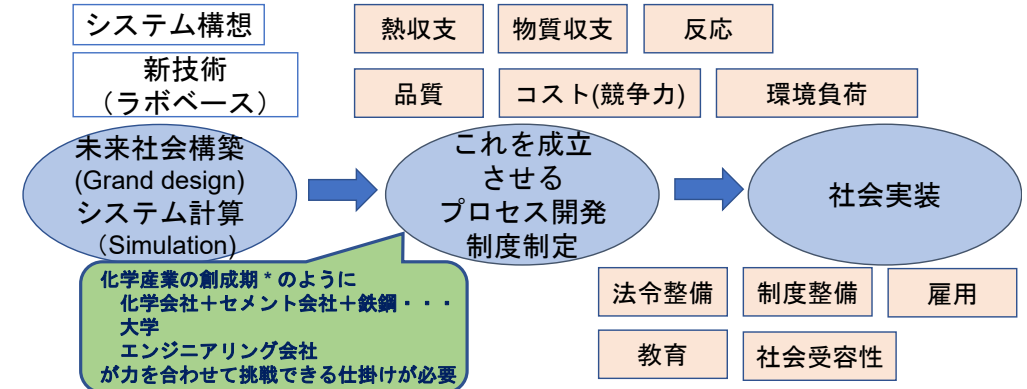 システム構想
新技術
（ラボベース）
熱収支
物質収支
反応
品質
コスト(競争力)
環境負荷
未来社会構築
(Grand design)
システム計算
（Simulation)
これを成立
させる
プロセス開発
制度制定
社会実装
化学産業の創成期*のように
化学会社＋セメント会社＋鉄鋼・・・
大学
エンジニアリング会社
が力を合わせて挑戦できる仕掛けが必要
法令整備
制度整備
雇用
教育
社会受容性